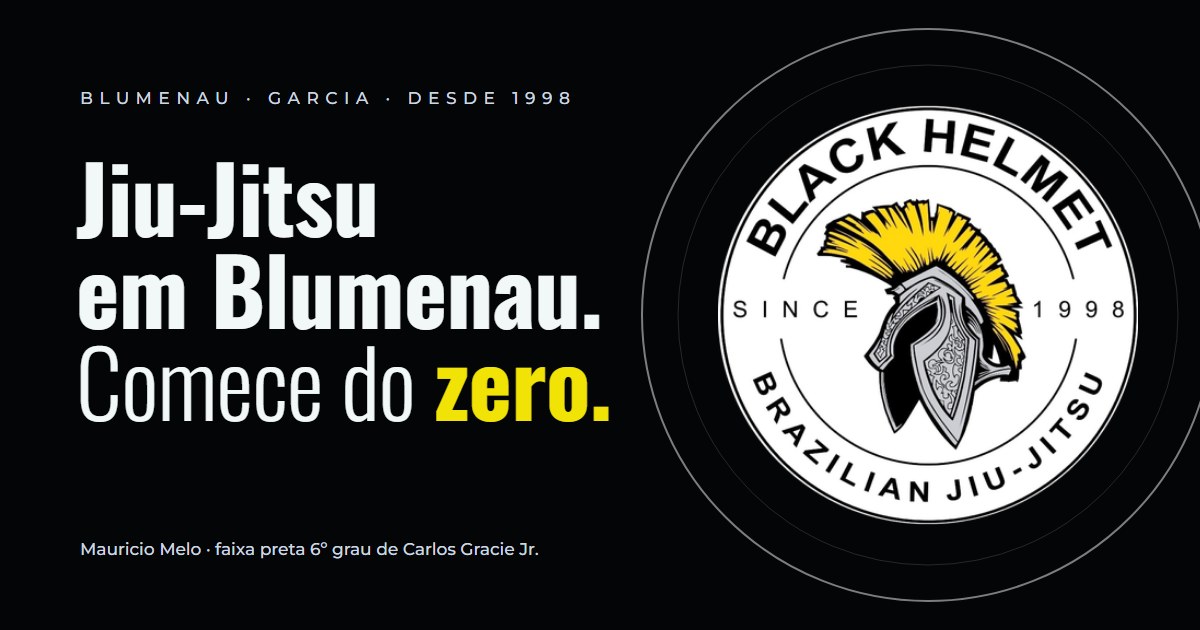 BLUMENAU · GARCIA · DESDE 1998
Jiu-Jitsu
em Blumenau.
Comece do zero.
Mauricio Melo · faixa preta 6º grau de Carlos Gracie Jr.
BLACK HELMET
SINCE 1998
BRAZILIAN JIU-JITSU